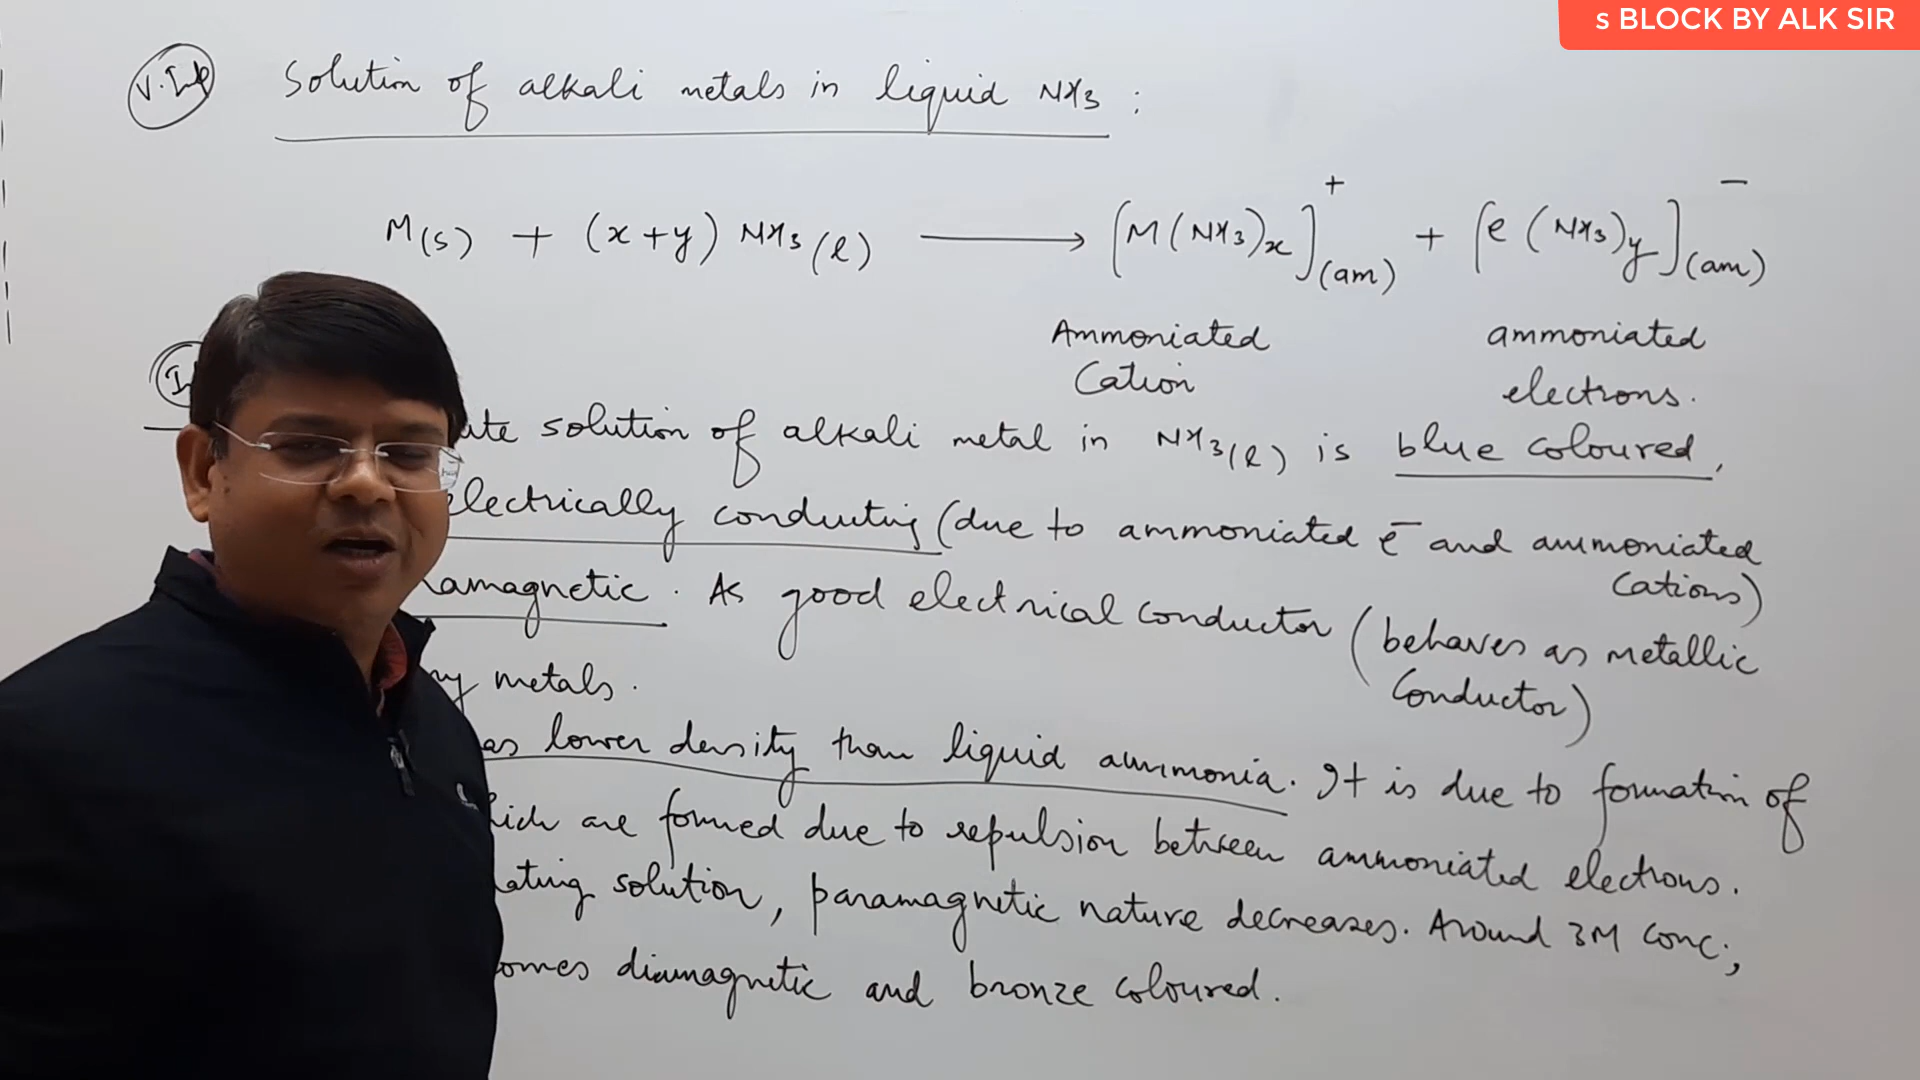 s BLOCK BY ALK SIR
V. Imp
Solution of alkali metals in liquid NH3 :
M(s) + (x+y) NH3(l) ⟶ [M(NH3)x]+(am) + [e(NH3)y]−(am)
Ammoniated Cation
ammoniated electrons.
solution of alkali metal in NH3(l) is blue coloured,
electrically conducting (due to ammoniated e− and ammoniated cations)
As good electrical conductor (behaves as metallic conductor)
metals.
lower density than liquid ammonia. It is due to formation of
are formed due to repulsion between ammoniated electrons.
solution, paramagnetic nature decreases. Around 3M conc;
diamagnetic and bronze coloured.